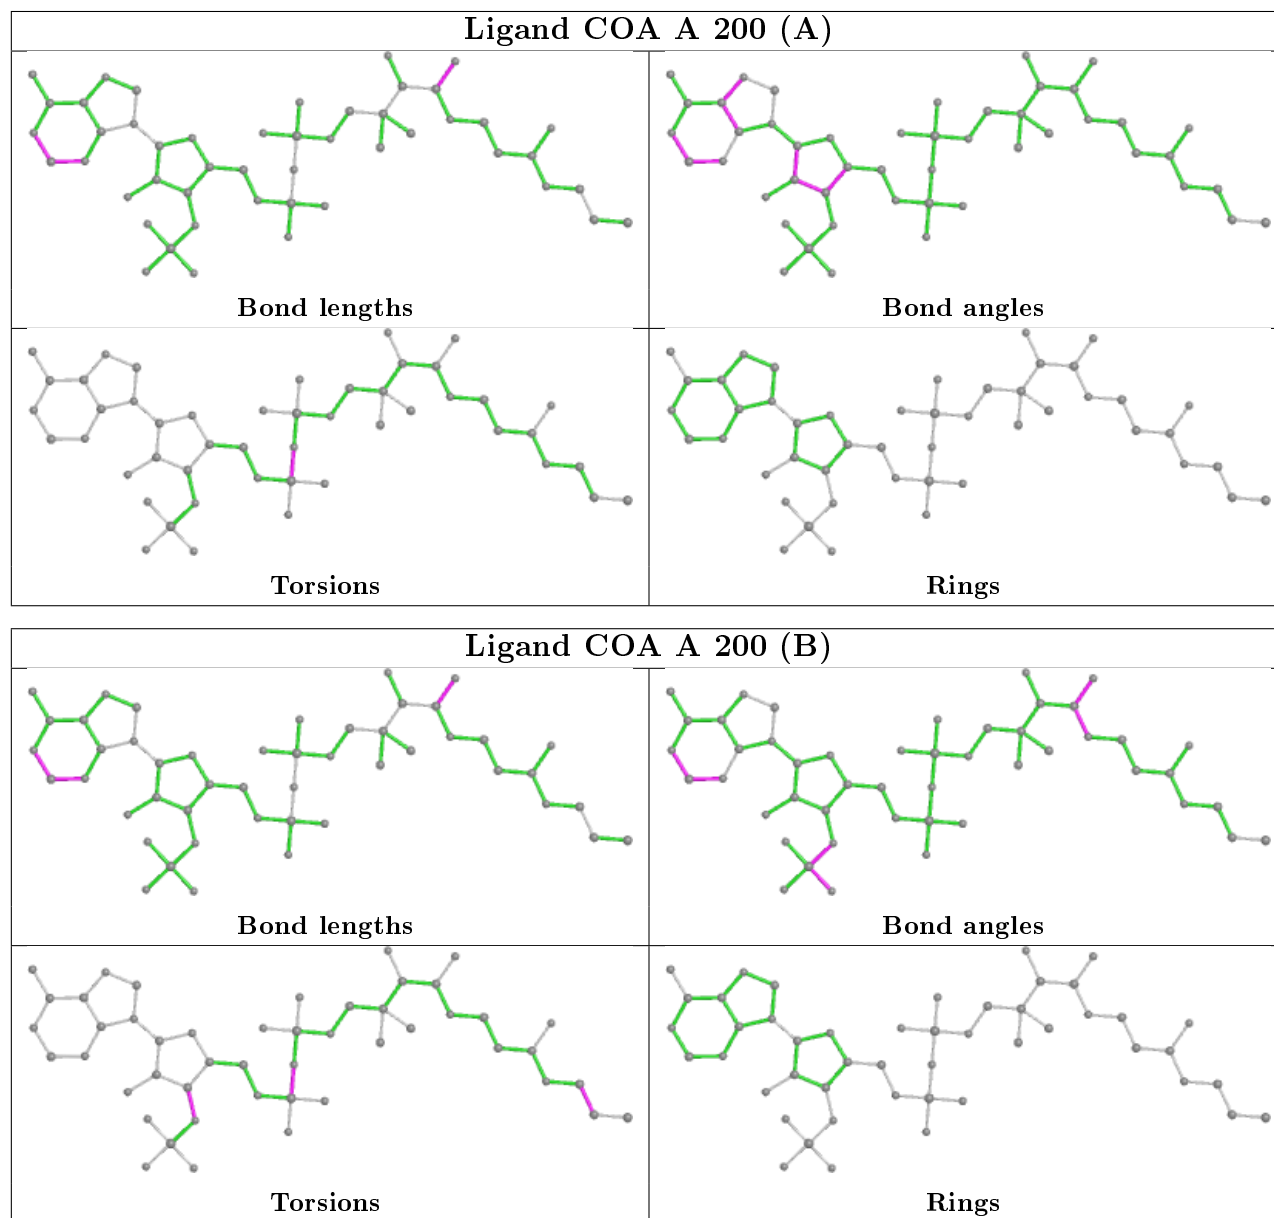 Ligand COA A 200 (A)
Bond lengths
Bond angles
Torsions
Rings
Ligand COA A 200 (B)
Bond lengths
Bond angles
Torsions
Rings